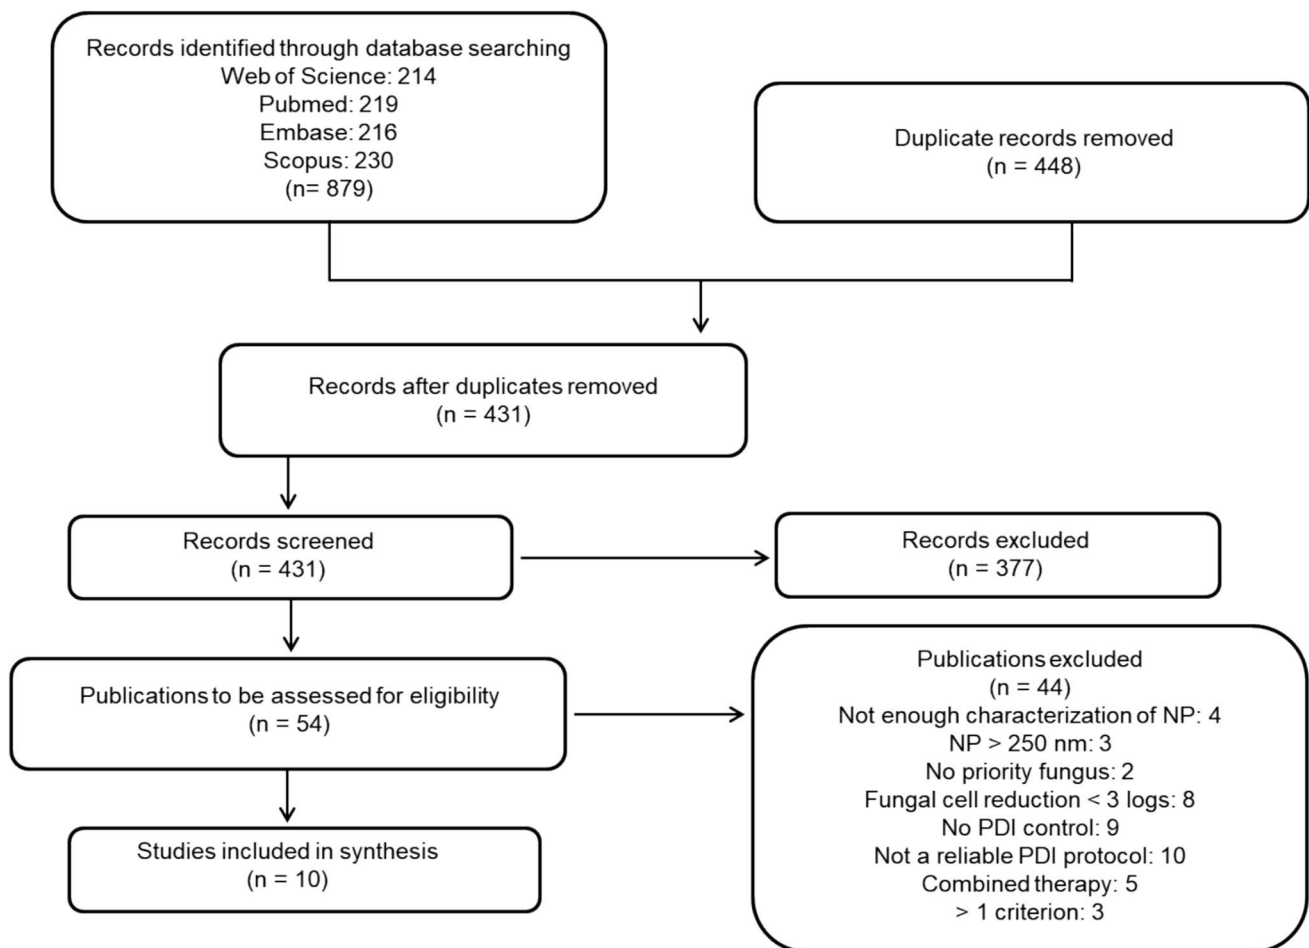 Records identified through database searching
Web of Science: 214
Pubmed: 219
Embase: 216
Scopus: 230
(n= 879)
Duplicate records removed
(n = 448)
Records after duplicates removed
(n = 431)
Records screened
(n = 431)
Records excluded
(n = 377)
Publications to be assessed for eligibility
(n = 54)
Publications excluded
(n = 44)
Not enough characterization of NP: 4
NP > 250 nm: 3
No priority fungus: 2
Fungal cell reduction < 3 logs: 8
No PDI control: 9
Not a reliable PDI protocol: 10
Combined therapy: 5
> 1 criterion: 3
Studies included in synthesis
(n = 10)